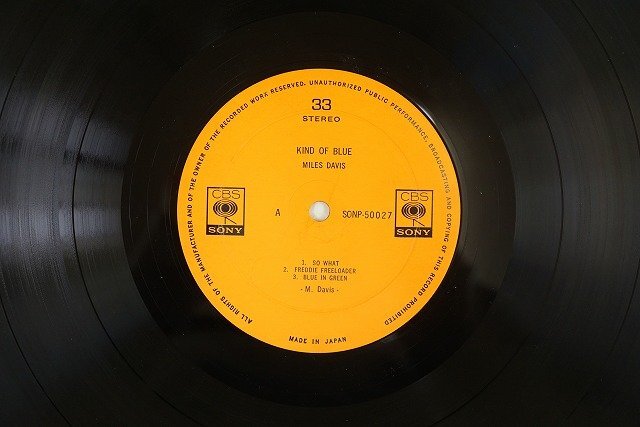 ALL RIGHTS OF THE MANUFACTURER AND OF THE OWNER OF THE RECORDED WORK RESERVED. UNAUTHORIZED PUBLIC PERFORMANCE, BROADCASTING AND COPYING OF THIS RECORD PROHIBITED
33
STEREO
KIND OF BLUE
MILES DAVIS
CBS
SONY
A
SONP-50027
CBS
SONY
1. SO WHAT
2. FREDDIE FREELOADER
3. BLUE IN GREEN
- M. Davis -
MADE IN JAPAN